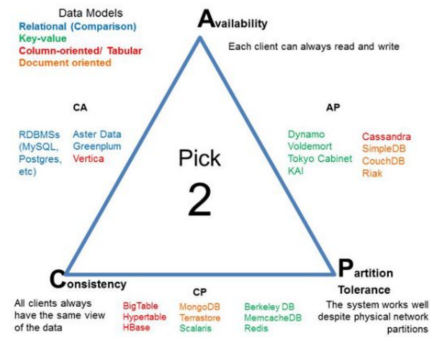 Data Models
Relational (Comparison)
Key-value
Column-oriented/ Tabular
Document oriented
Availability
Each client can always read and write
CA
RDBMSs
(MySQL,
Postgres,
etc)
Aster Data
Greenplum
Vertica
Pick
2
AP
Dynamo
Voldemort
Tokyo Cabinet
KAI
Cassandra
SimpleDB
CouchDB
Riak
Consistency
All clients always
have the same view
of the data
CP
BigTable
Hypertable
HBase
MongoDB
Terrastore
Scalaris
Berkeley DB
MemcacheDB
Redis
Partition
Tolerance
The system works well
despite physical network
partitions